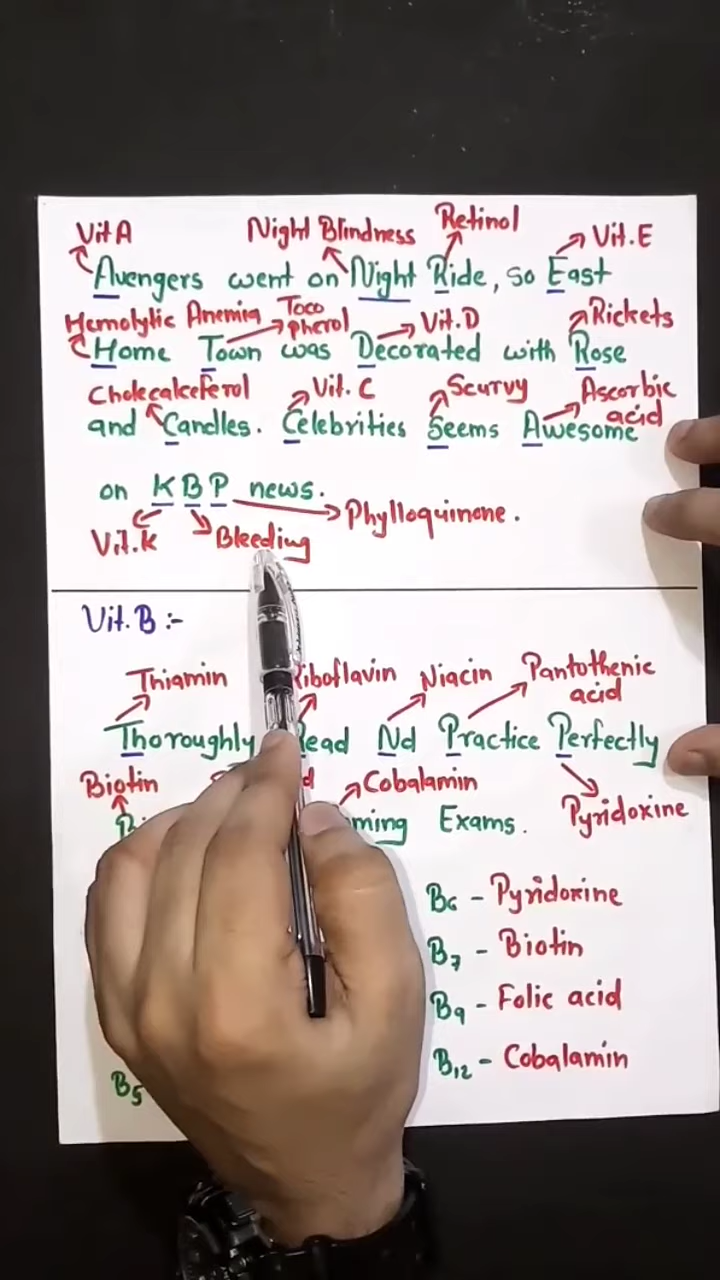 Vit A Night Blindness Retinol Vit. E
Avengers went on Night Ride, so East
Hemolytic Anemia Toco pherol Vit. D Rickets
Home Town was Decorated with Rose
Cholecalceferol Vit. C Scurvy Ascorbic acid
and Candles. Celebrities Seems Awesome
on KBP news.
Vit. K Bleeding Phylloquinone.
Vit. B :-
Thiamin Riboflavin Niacin Pantothenic acid
Thoroughly Read Nd Practice Perfectly
Biotin Cobalamin Pyridoxine
Exams.
B6 - Pyridoxine
B7 - Biotin
B9 - Folic acid
B12 - Cobalamin
B5